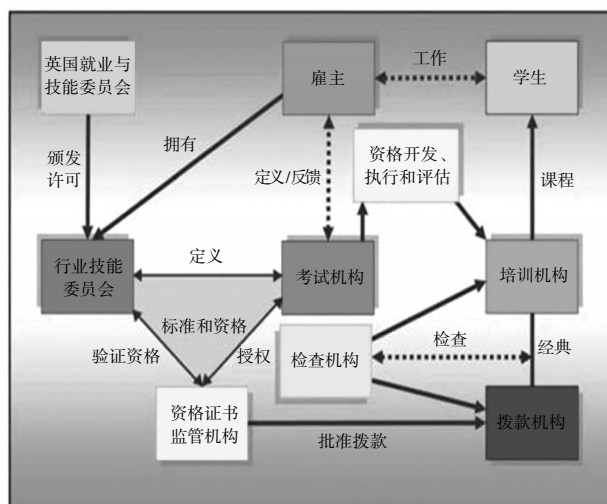 英国就业与
技能委员会
雇主
工作
学生
颁发
许可
拥有
定义/反馈
资格开发、
执行和评估
课程
行业技能
委员会
定义
考试机构
培训机构
标准和资格
验证资格
授权
检查机构
检查
经典
资格证书
监管机构
批准拨款
拨款机构